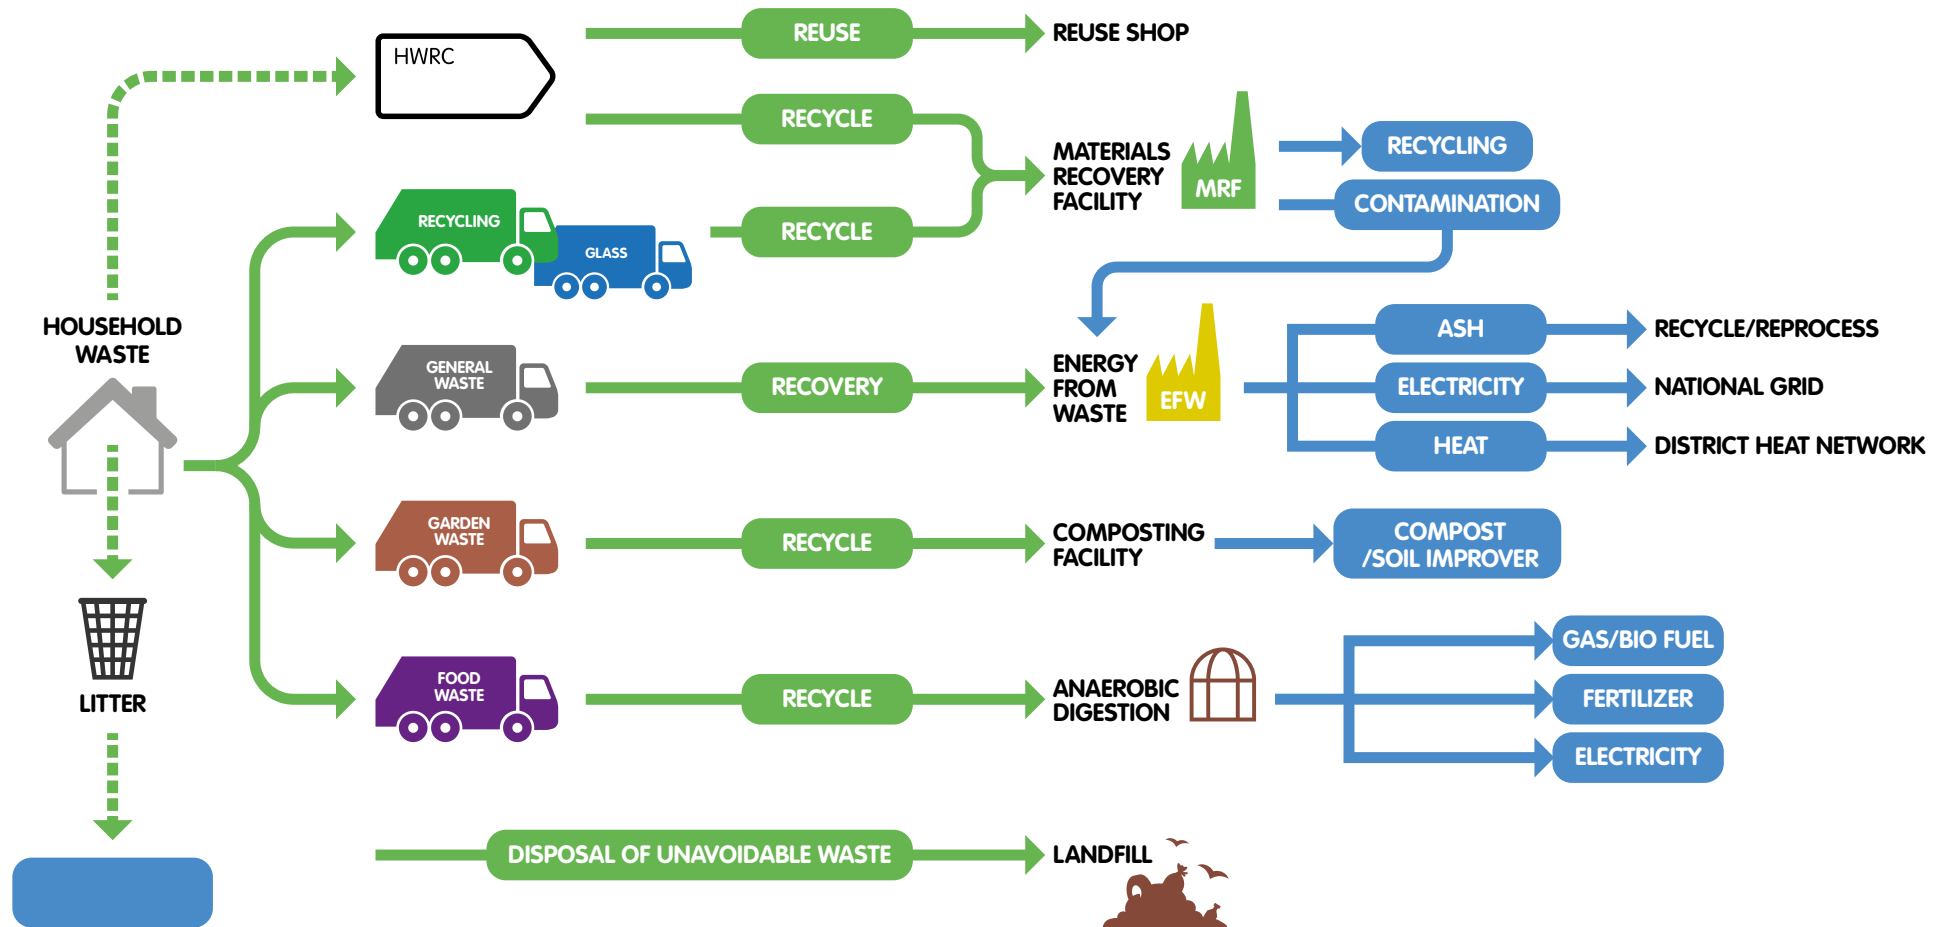 HWRC
REUSE
REUSE SHOP
RECYCLE
MATERIALS
RECOVERY
FACILITY
MRF
RECYCLING
CONTAMINATION
RECYCLING
GLASS
RECYCLE
HOUSEHOLD
WASTE
GENERAL
WASTE
RECOVERY
ENERGY
FROM
WASTE
EFW
ASH
RECYCLE/REPROCESS
ELECTRICITY
NATIONAL GRID
HEAT
DISTRICT HEAT NETWORK
GARDEN
WASTE
RECYCLE
COMPOSTING
FACILITY
COMPOST
/SOIL IMPROVER
LITTER
FOOD
WASTE
RECYCLE
ANAEROBIC
DIGESTION
GAS/BIO FUEL
FERTILIZER
ELECTRICITY
DISPOSAL OF UNAVOIDABLE WASTE
LANDFILL